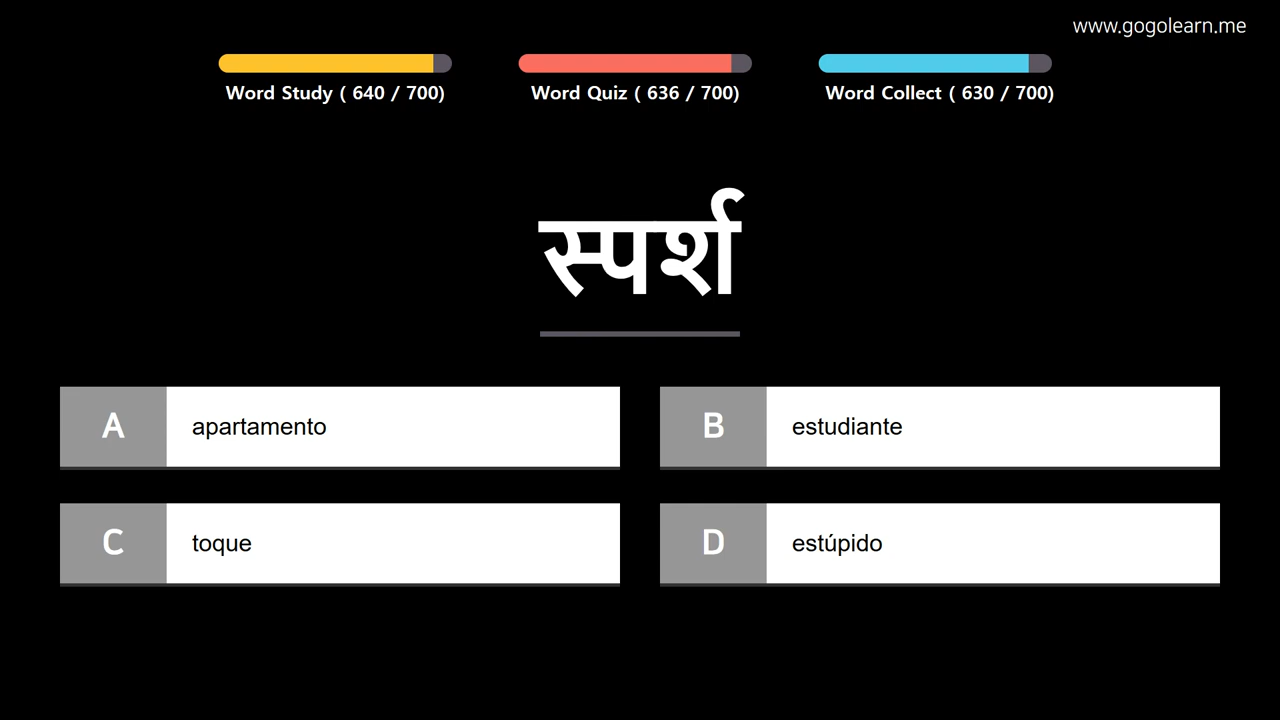 www.gogolearn.me
Word Study ( 640 / 700)
Word Quiz ( 636 / 700)
Word Collect ( 630 / 700)
स्पर्श
A apartamento
B estudiante
C toque
D estúpido